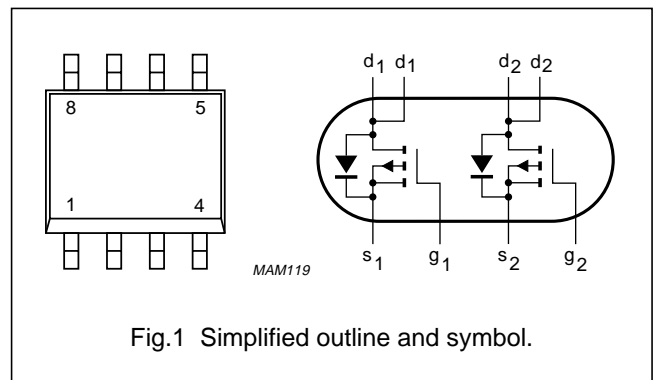 d1 d1 d2 d2
8 5
1 4
s1 g1 s2 g2
MAM119
Fig.1 Simplified outline and symbol.